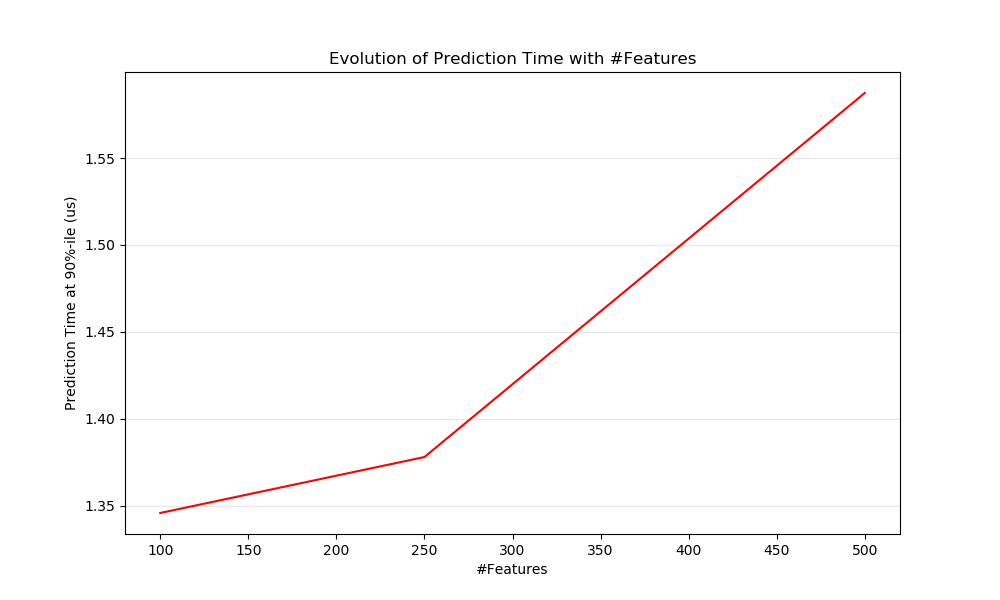 Evolution of Prediction Time with #Features
Prediction Time at 90%-ile (us)
1.55
1.50
1.45
1.40
1.35
100 150 200 250 300 350 400 450 500
#Features